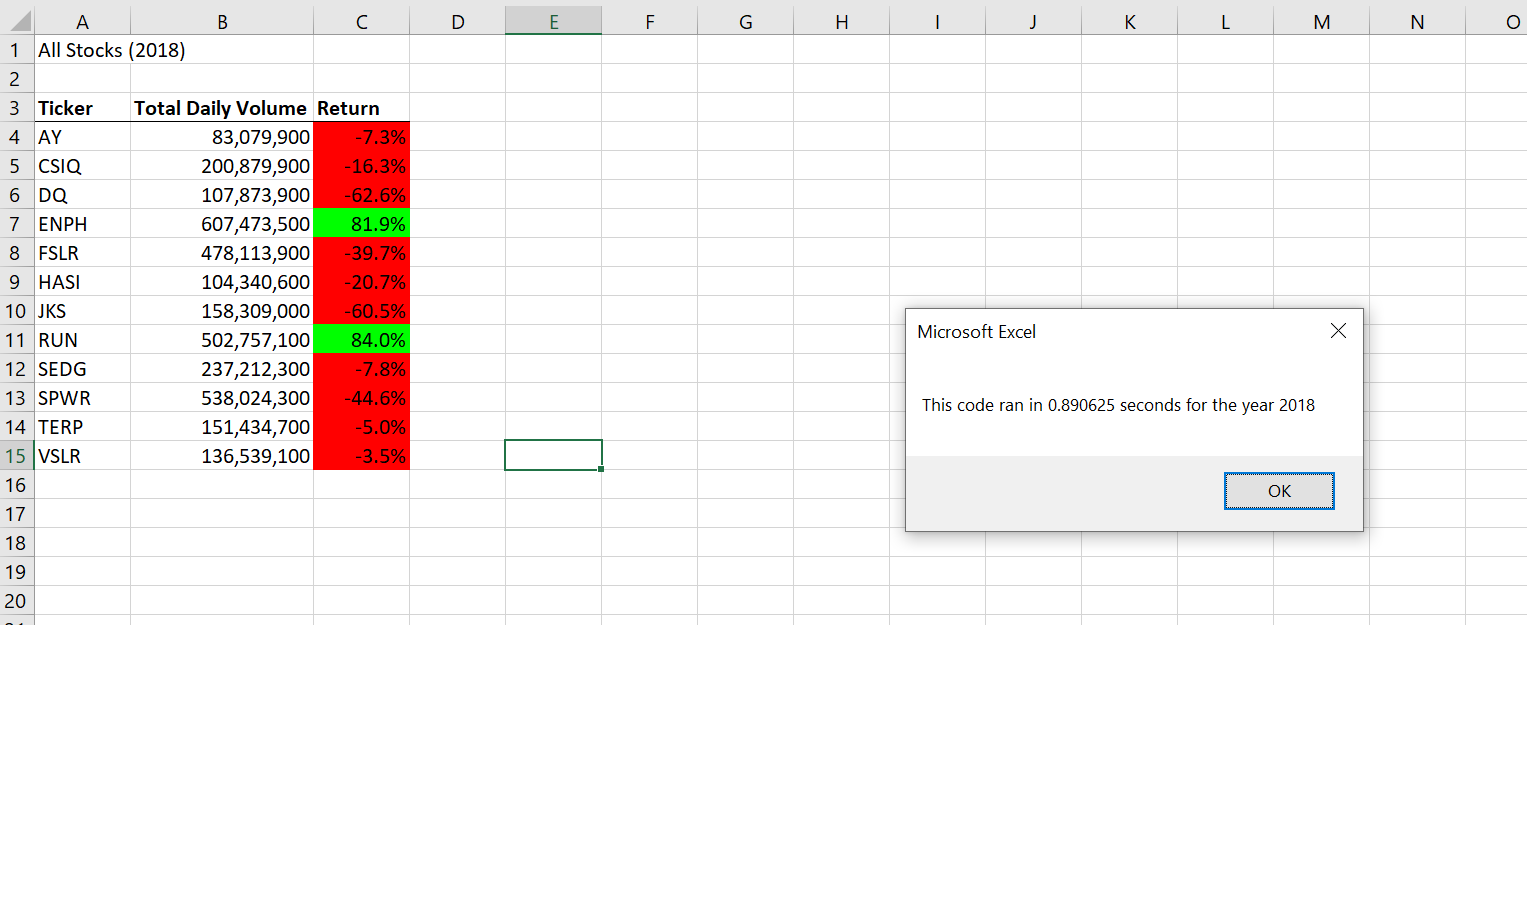 A B C D E F G H I J K L M N O
1 All Stocks (2018)
2
3 Ticker Total Daily Volume Return
4 AY 83,079,900 -7.3%
5 CSIQ 200,879,900 -16.3%
6 DQ 107,873,900 -62.6%
7 ENPH 607,473,500 81.9%
8 FSLR 478,113,900 -39.7%
9 HASI 104,340,600 -20.7%
10 JKS 158,309,000 -60.5%
11 RUN 502,757,100 84.0%
Microsoft Excel
12 SEDG 237,212,300 -7.8%
13 SPWR 538,024,300 -44.6%
This code ran in 0.890625 seconds for the year 2018
14 TERP 151,434,700 -5.0%
15 VSLR 136,539,100 -3.5%
16
OK
17
18
19
20